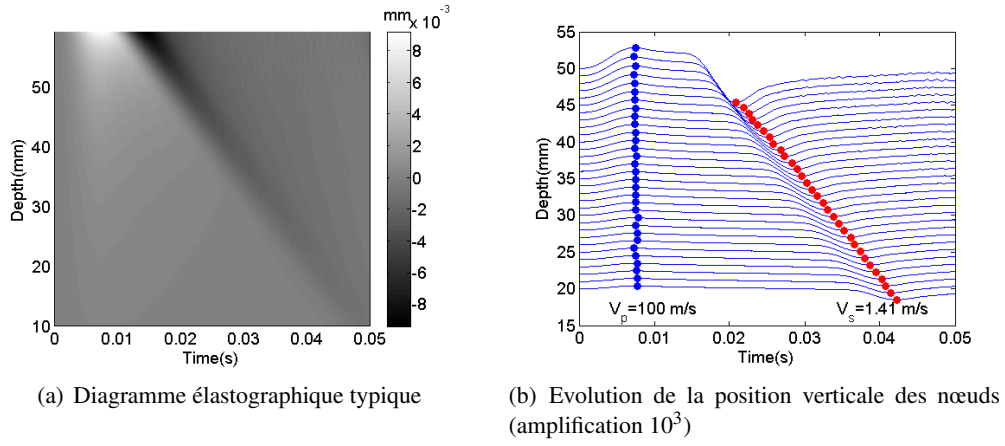 mm
x 10⁻³
8
6
4
2
0
-2
-4
-6
-8
50
40
30
20
10
Depth(mm)
0 0.01 0.02 0.03 0.04 0.05
Time(s)
(a) Diagramme élastographique typique
55
50
45
40
35
30
25
20
15
Depth(mm)
V_p=100 m/s
V_s=1.41 m/s
0 0.01 0.02 0.03 0.04 0.05
Time(s)
(b) Evolution de la position verticale des nœuds
(amplification 10³)